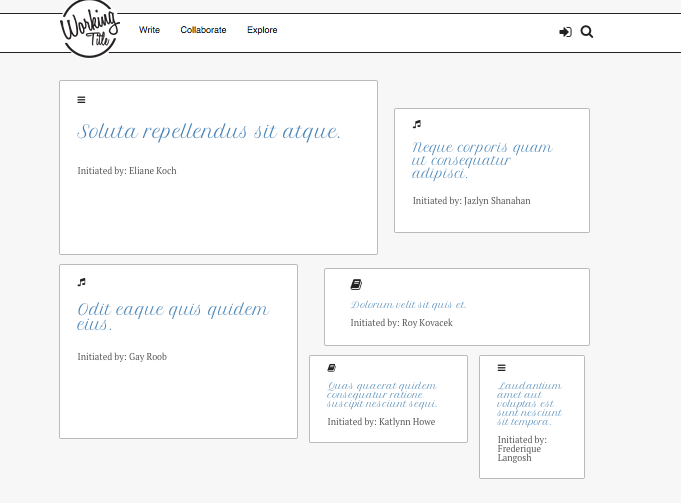 Working
Title
Write
Collaborate
Explore
Soluta repellendus sit atque.
Initiated by: Eliane Koch
Neque corporis quam
ut consequatur
adipisci.
Initiated by: Jazlyn Shanahan
Odit eaque quis quidem
eius.
Initiated by: Gay Roob
Dolorum velit sit quis et.
Initiated by: Roy Kovacek
Quas quaerat quidem
consequatur ratione
suscipit nesciunt sequi.
Initiated by: Katlynn Howe
Laudantium
amet aut
voluptas est
sunt nesciunt
sit tempora.
Initiated by:
Frederique
Langosh